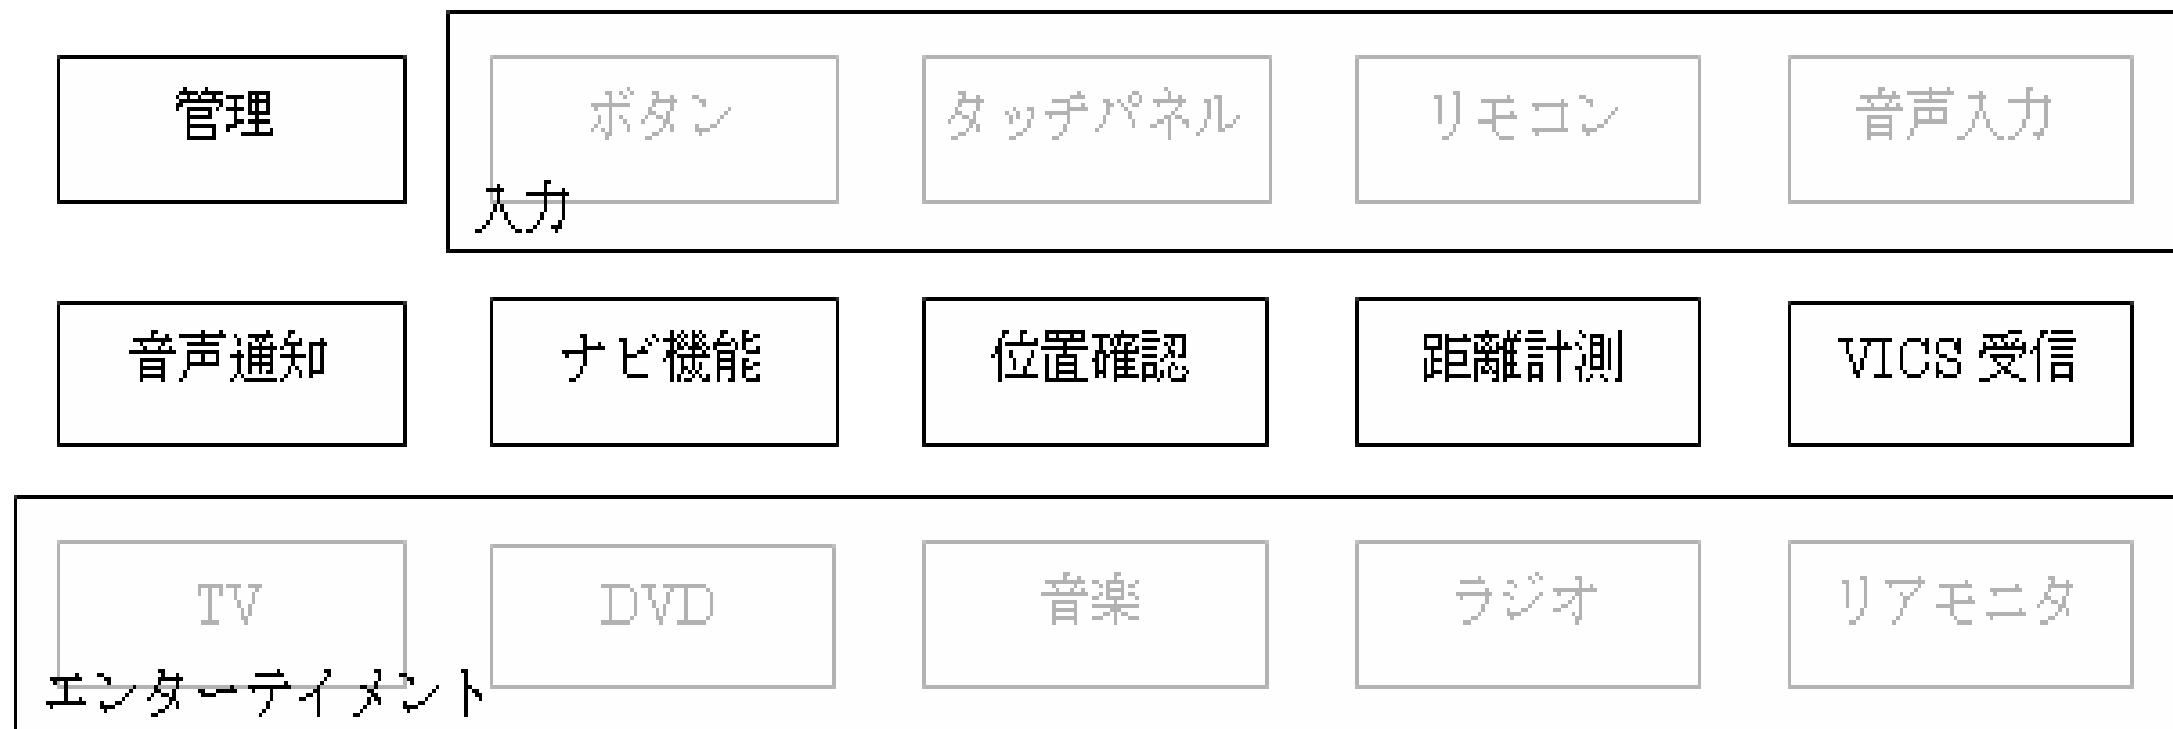 管理
ボタン
タッチパネル
リモコン
音声入力
入力
音声通知
ナビ機能
位置確認
距離計測
VICS 受信
TV
DVD
音楽
ラジオ
リアモニタ
エンターテイメント